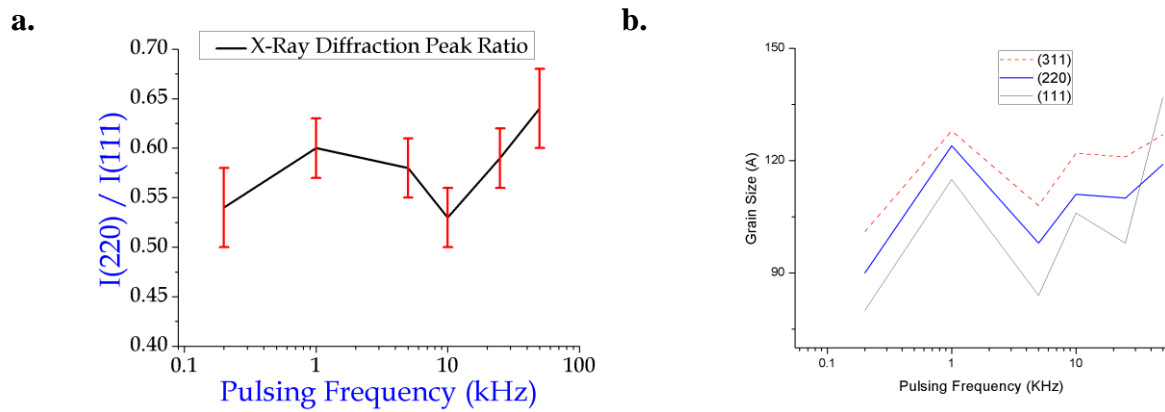 a.
X-Ray Diffraction Peak Ratio
I(220) / I(111)
0.70
0.65
0.60
0.55
0.50
0.45
0.40
0.1 1 10 100
Pulsing Frequency (kHz)
b.
(311)
(220)
(111)
Grain Size (A)
150
120
90
0.1 1 10
Pulsing Frequency (KHz)